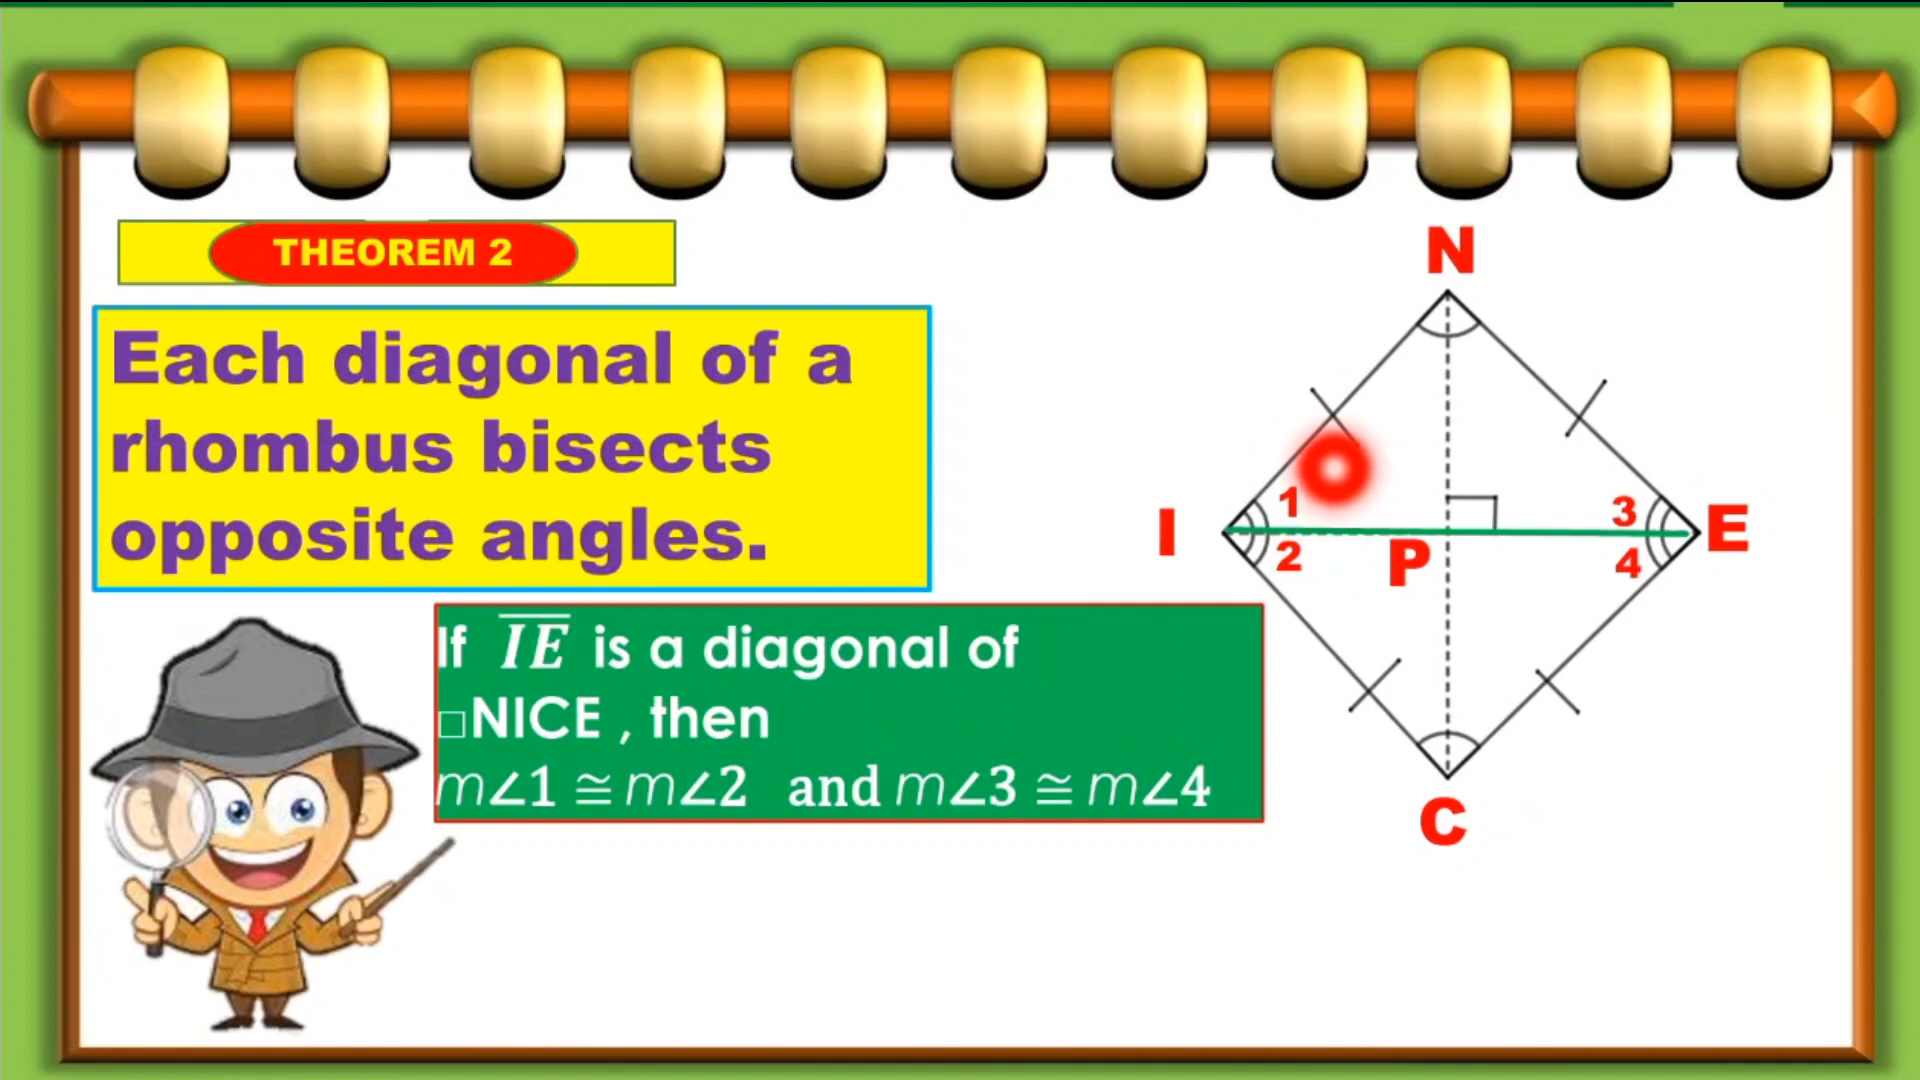 THEOREM 2
Each diagonal of a
rhombus bisects
opposite angles.
If I̅E̅ is a diagonal of
□NICE , then
m∠1 ≅ m∠2 and m∠3 ≅ m∠4
N
1
3
I
E
2
P
4
C